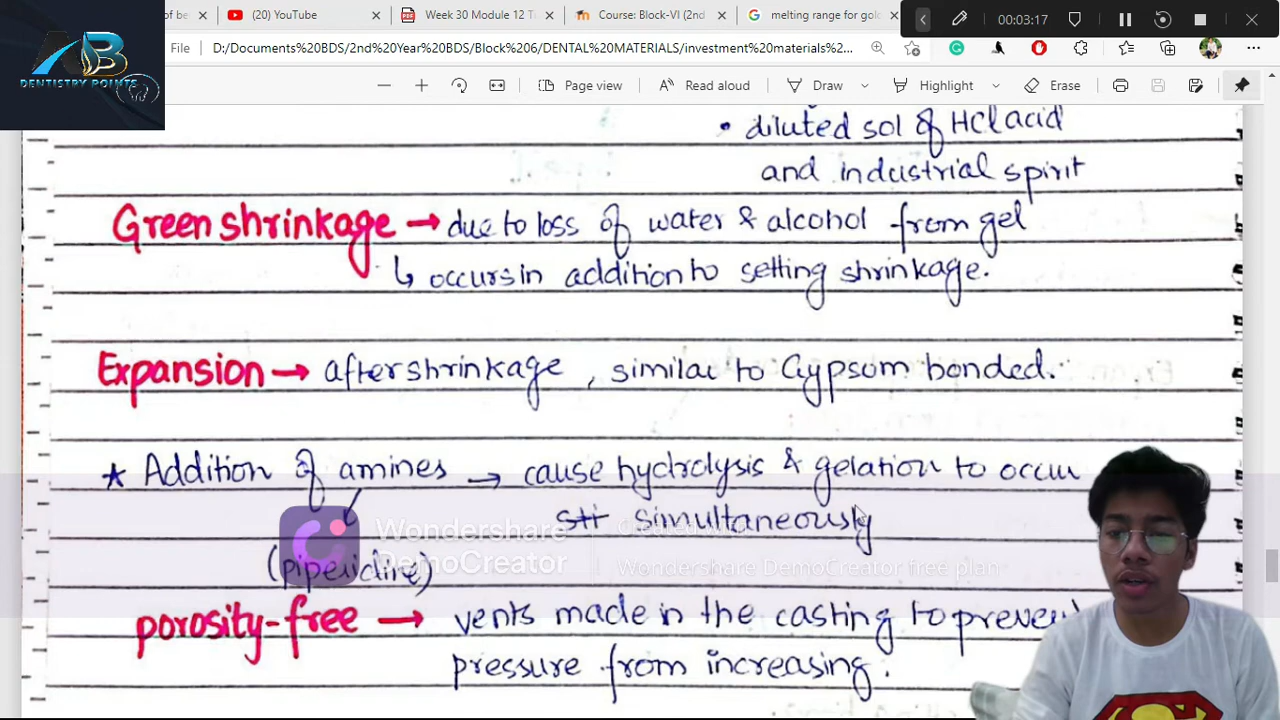 of be
(20) YouTube
Week 30 Module 12 T
Course: Block-VI (2nd
melting range for gol
00:03:17
File
D:/Documents%20BDS/2nd%20Year%20BDS/Block%206/DENTAL%20MATERIALS/investment%20materials%2...
Page view
Read aloud
Draw
Highlight
Erase
AB
DENTISTRY POINTS
• diluted sol of HCl acid
and industrial spirit
Green shrinkage → due to loss of water & alcohol from gel
↳ occurs in addition to setting shrinkage.
Expansion → after shrinkage, similar to Gypsum bonded.
★ Addition of amines → cause hydrolysis & gelation to occur
simultaneously
(piperidine)
Wondershare
DemoCreator
Created with
Wondershare DemoCreator free plan
porosity-free → vents made in the casting to prevent
pressure from increasing.